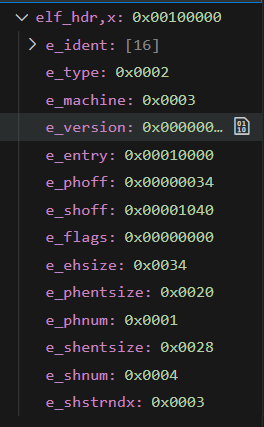 elf_hdr,x: 0x00100000
e_ident: [16]
e_type: 0x0002
e_machine: 0x0003
e_version: 0x000000…
e_entry: 0x00010000
e_phoff: 0x00000034
e_shoff: 0x00001040
e_flags: 0x00000000
e_ehsize: 0x0034
e_phentsize: 0x0020
e_phnum: 0x0001
e_shentsize: 0x0028
e_shnum: 0x0004
e_shstrndx: 0x0003